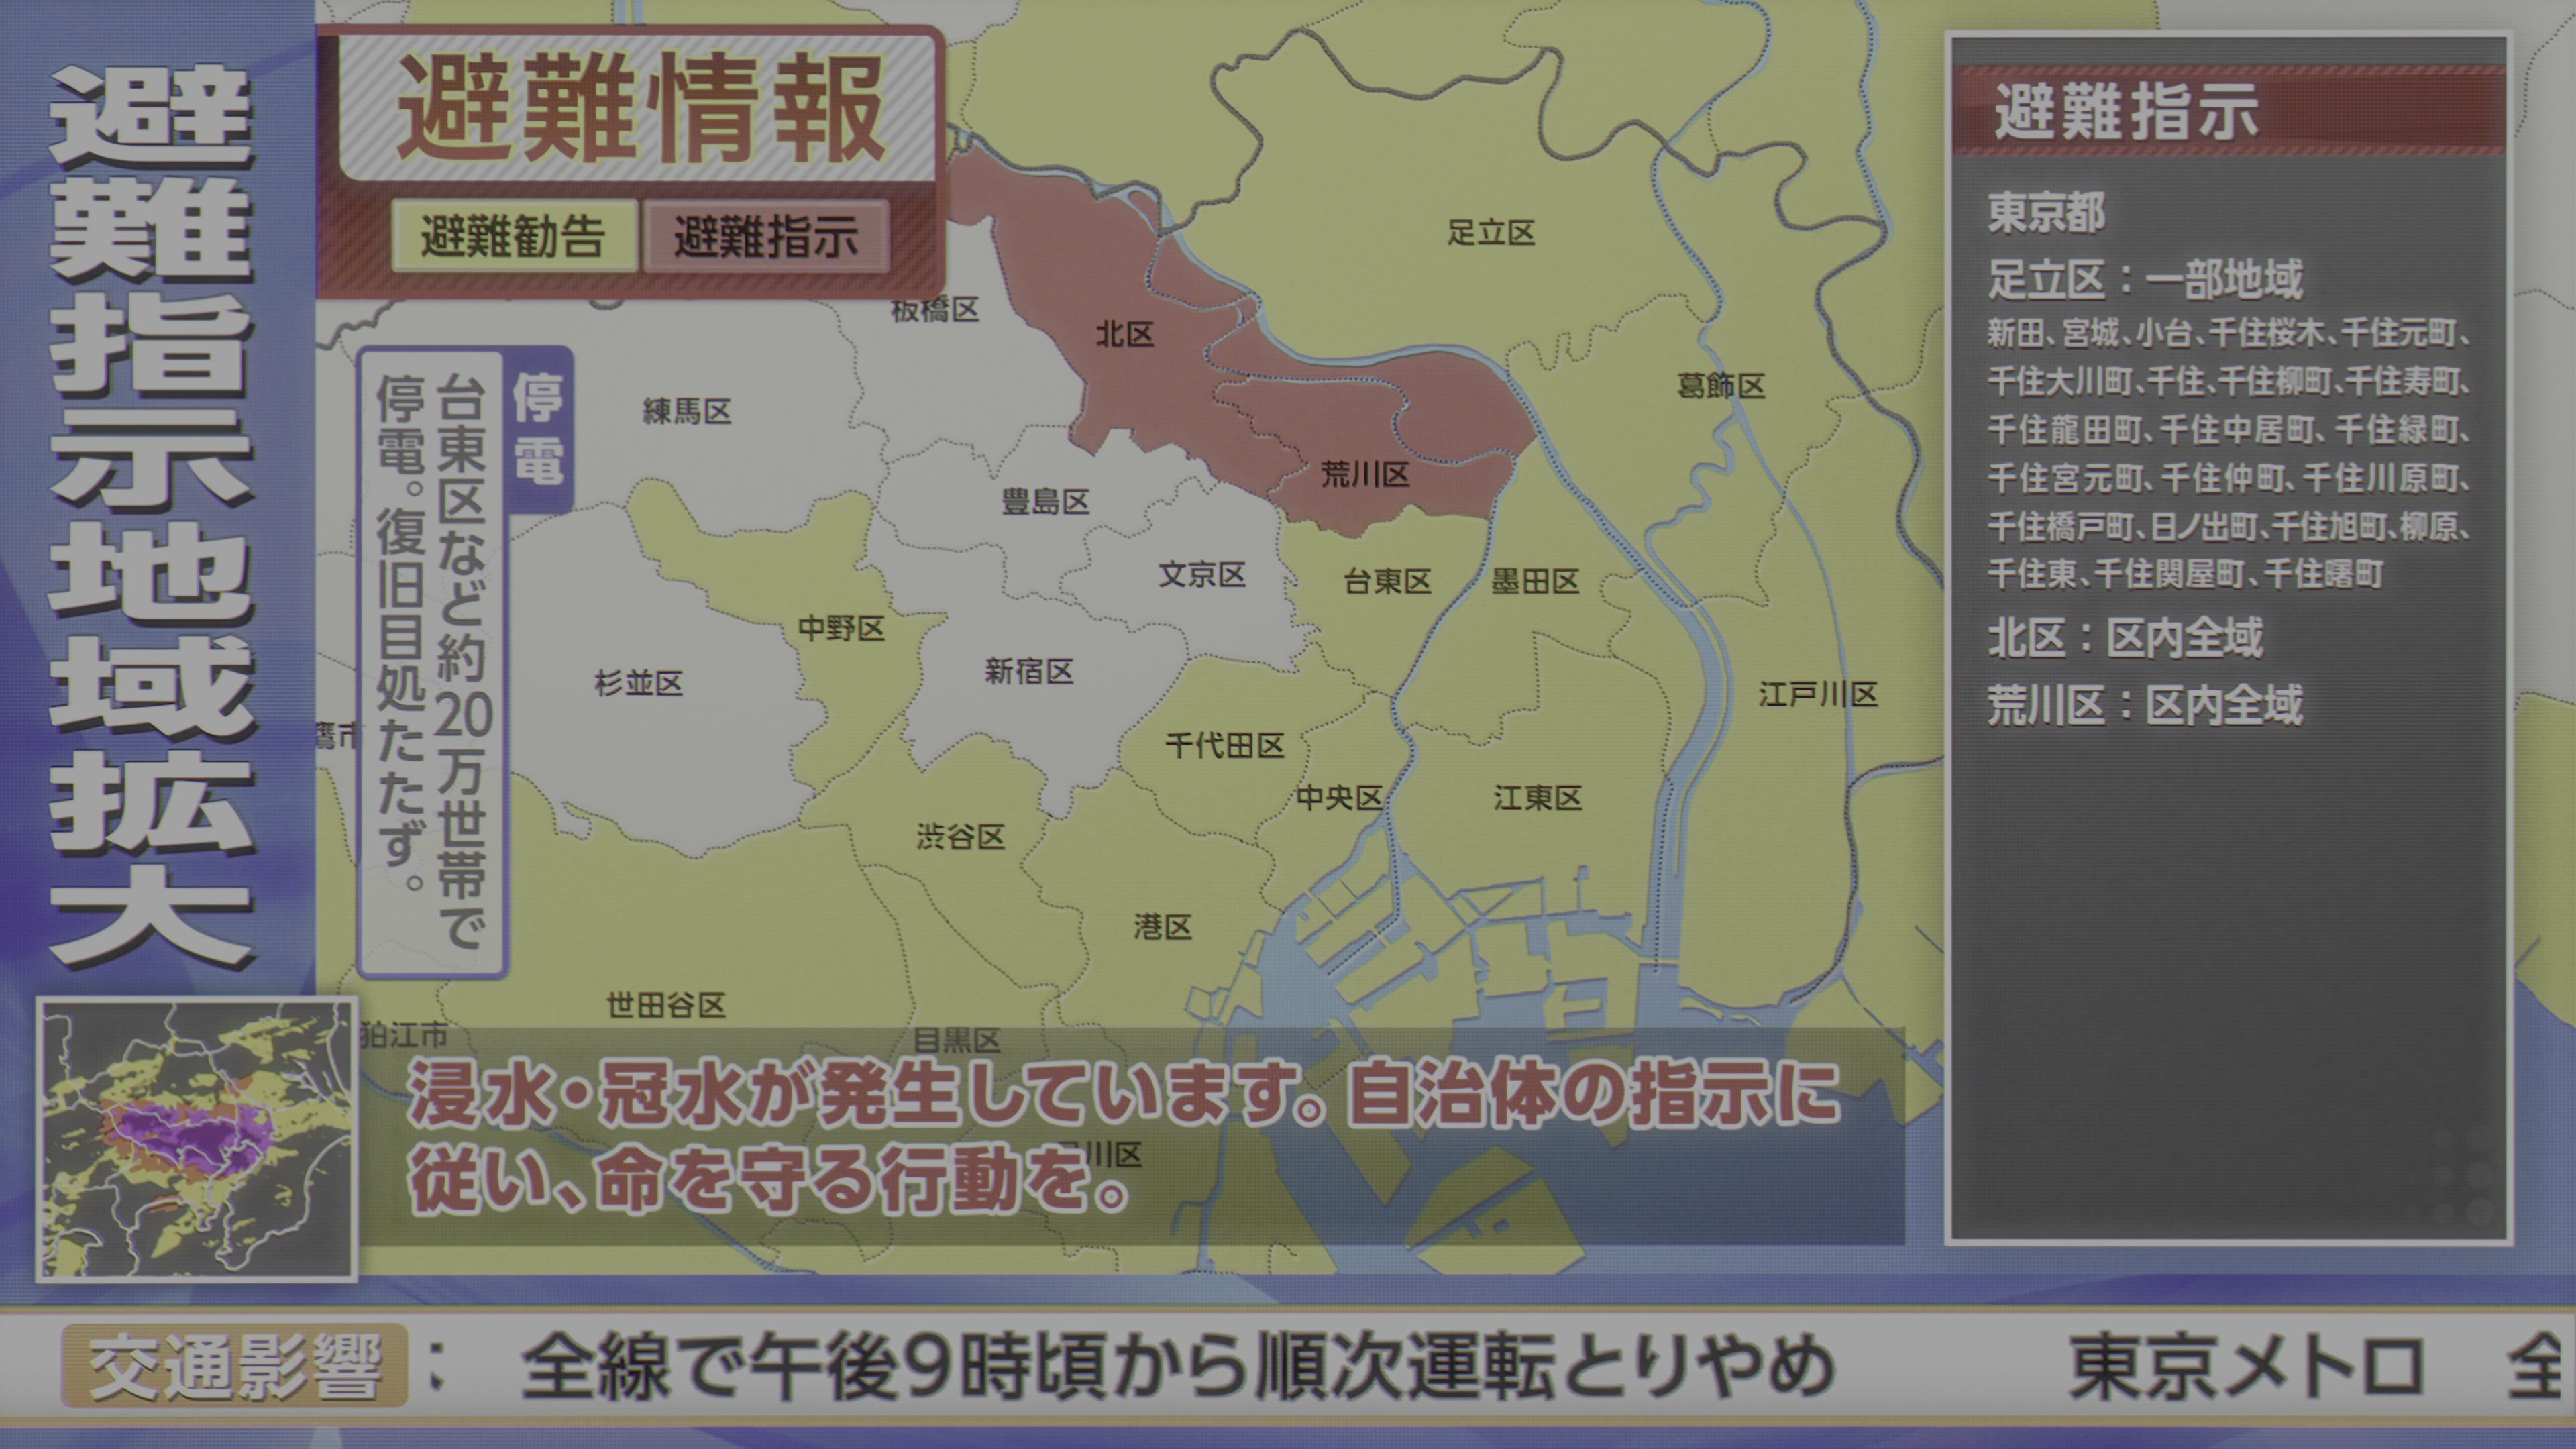 避難指示地域拡大
避難情報
避難勧告
避難指示
停電
台東区など約20万世帯で
停電。復旧目処たたず。
足立区
板橋区
北区
葛飾区
練馬区
荒川区
豊島区
文京区
台東区
墨田区
中野区
新宿区
杉並区
江戸川区
鷹市
千代田区
中央区
江東区
渋谷区
港区
世田谷区
狛江市
目黒区
川区
避難指示
東京都
足立区：一部地域
新田、宮城、小台、千住桜木、千住元町、
千住大川町、千住、千住柳町、千住寿町、
千住龍田町、千住中居町、千住緑町、
千住宮元町、千住仲町、千住川原町、
千住橋戸町、日ノ出町、千住旭町、柳原、
千住東、千住関屋町、千住曙町
北区：区内全域
荒川区：区内全域
浸水・冠水が発生しています。自治体の指示に
従い、命を守る行動を。
交通影響
全線で午後9時頃から順次運転とりやめ 東京メトロ 全